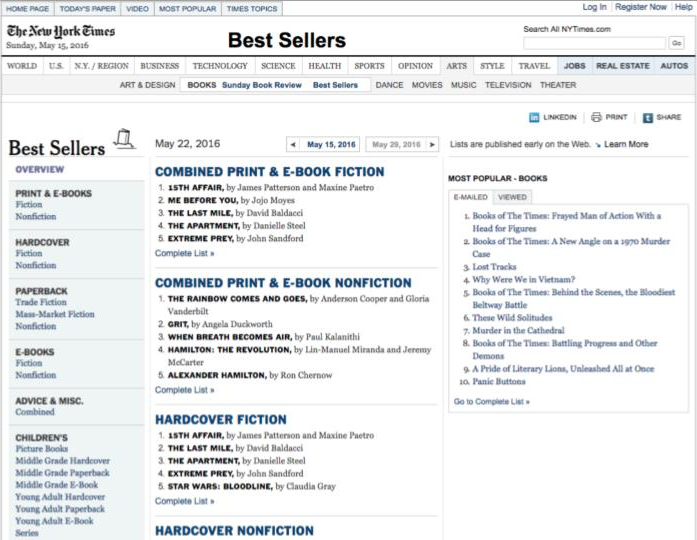 HOME PAGE TODAY'S PAPER VIDEO MOST POPULAR TIMES TOPICS
Log In Register Now Help
The New York Times
Sunday, May 15, 2016
Best Sellers
Search All NYTimes.com
Go
WORLD U.S. N.Y. / REGION BUSINESS TECHNOLOGY SCIENCE HEALTH SPORTS OPINION ARTS STYLE TRAVEL JOBS REAL ESTATE AUTOS
ART & DESIGN BOOKS Sunday Book Review Best Sellers DANCE MOVIES MUSIC TELEVISION THEATER
LINKEDIN PRINT SHARE
Best Sellers
OVERVIEW
PRINT & E-BOOKS
Fiction
Nonfiction
HARDCOVER
Fiction
Nonfiction
PAPERBACK
Trade Fiction
Mass-Market Fiction
Nonfiction
E-BOOKS
Fiction
Nonfiction
ADVICE & MISC.
Combined
CHILDREN'S
Picture Books
Middle Grade Hardcover
Middle Grade Paperback
Middle Grade E-Book
Young Adult Hardcover
Young Adult Paperback
Young Adult E-Book
Series
May 22, 2016
May 15, 2016 May 29, 2016
COMBINED PRINT & E-BOOK FICTION
1. 15TH AFFAIR, by James Patterson and Maxine Paetro
2. ME BEFORE YOU, by Jojo Moyes
3. THE LAST MILE, by David Baldacci
4. THE APARTMENT, by Danielle Steel
5. EXTREME PREY, by John Sandford
Complete List »
COMBINED PRINT & E-BOOK NONFICTION
1. THE RAINBOW COMES AND GOES, by Anderson Cooper and Gloria
Vanderbilt
2. GRIT, by Angela Duckworth
3. WHEN BREATH BECOMES AIR, by Paul Kalanithi
4. HAMILTON: THE REVOLUTION, by Lin-Manuel Miranda and Jeremy
McCarter
5. ALEXANDER HAMILTON, by Ron Chernow
Complete List »
HARDCOVER FICTION
1. 15TH AFFAIR, by James Patterson and Maxine Paetro
2. THE LAST MILE, by David Baldacci
3. THE APARTMENT, by Danielle Steel
4. EXTREME PREY, by John Sandford
5. STAR WARS: BLOODLINE, by Claudia Gray
Complete List »
HARDCOVER NONFICTION
Lists are published early on the Web. Learn More
MOST POPULAR - BOOKS
E-MAILED VIEWED
1. Books of The Times: Frayed Man of Action With a
Head for Figures
2. Books of The Times: A New Angle on a 1970 Murder
Case
3. Lost Tracks
4. Why Were We in Vietnam?
5. Books of The Times: Behind the Scenes, the Bloodiest
Beltway Battle
6. These Wild Solitudes
7. Murder in the Cathedral
8. Books of The Times: Battling Progress and Other
Demons
9. A Pride of Literary Lions, Unleashed All at Once
10. Panic Buttons
Go to Complete List »